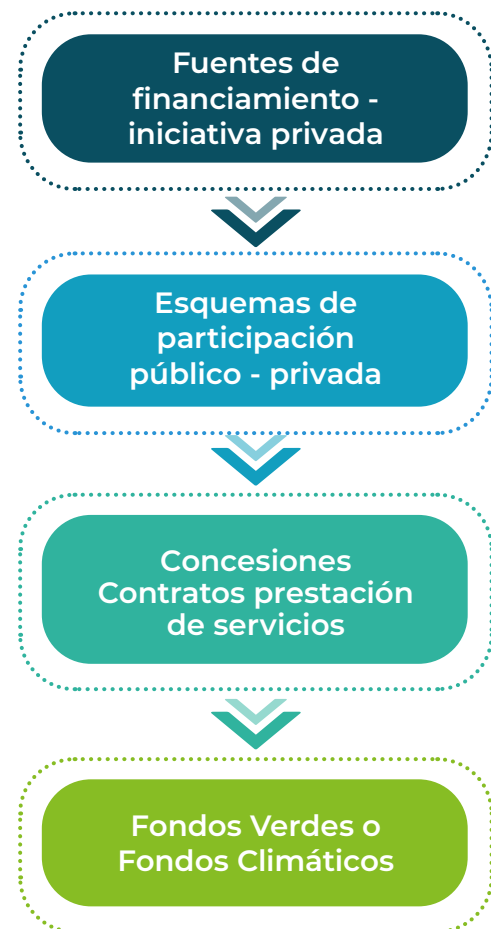 Fuentes de
financiamiento -
iniciativa privada
Esquemas de
participación
público - privada
Concesiones
Contratos prestación
de servicios
Fondos Verdes o
Fondos Climáticos